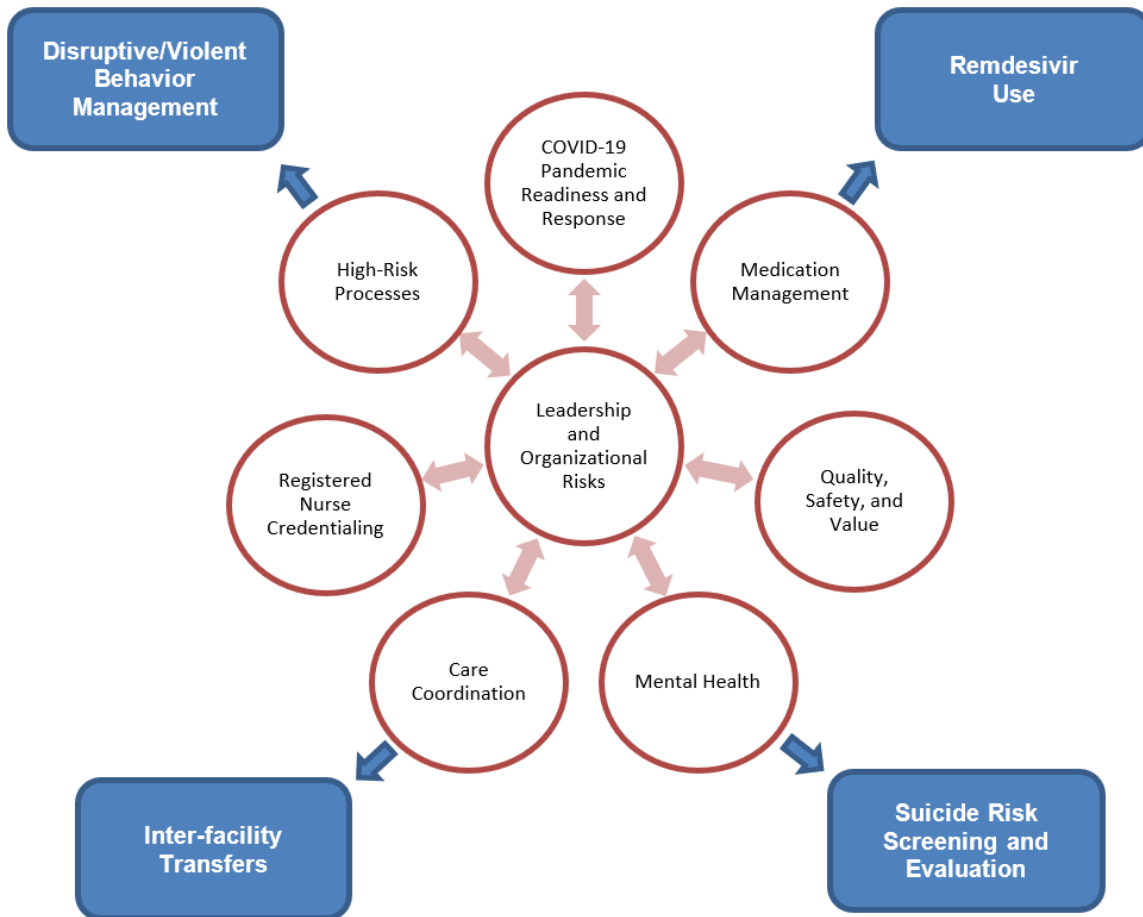 Disruptive/Violent
Behavior
Management
Remdesivir
Use
COVID-19
Pandemic
Readiness and
Response
High-Risk
Processes
Medication
Management
Leadership
and
Organizational
Risks
Registered
Nurse
Credentialing
Quality,
Safety, and
Value
Care
Coordination
Mental Health
Inter-facility
Transfers
Suicide Risk
Screening and
Evaluation